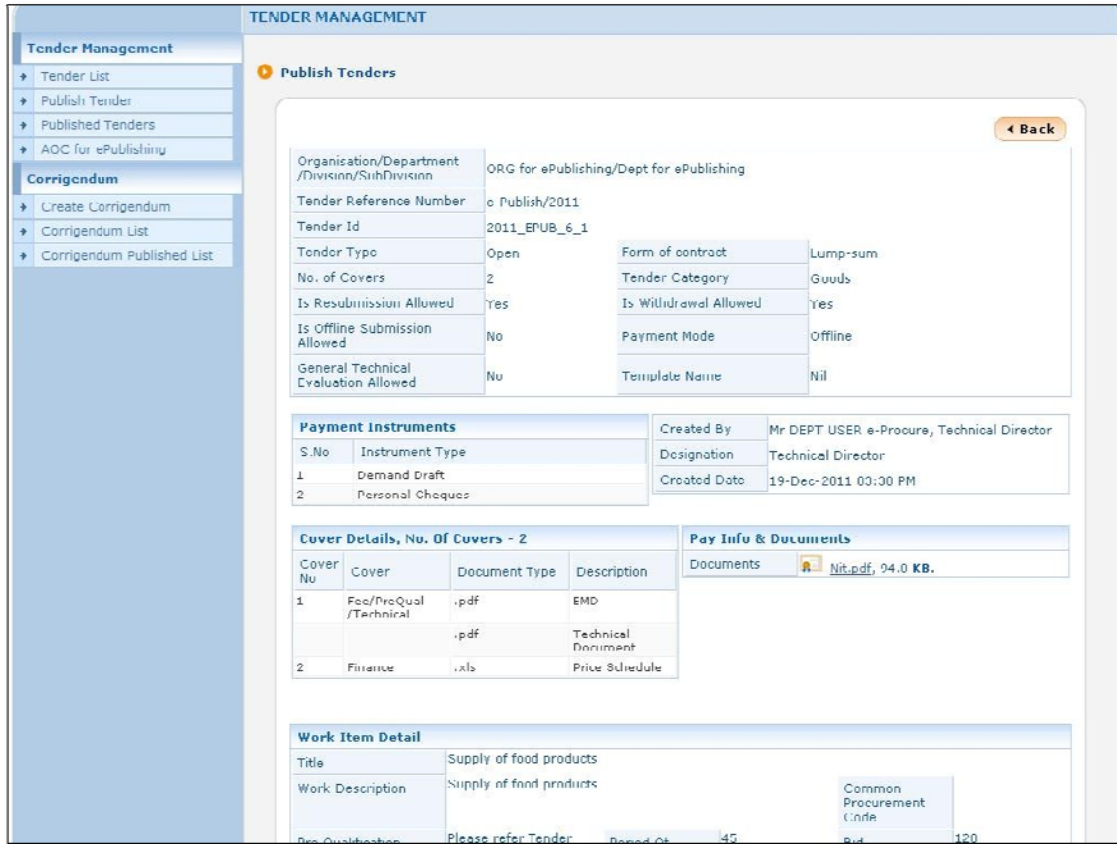 TENDER MANAGEMENT
Tender Management
Tender List
Publish Tender
Published Tenders
AOC for ePublishing
Corrigendum
Create Corrigendum
Corrigendum List
Corrigendum Published List
Publish Tenders
Back
Organisation/Department
/Division/SubDivision
ORG for ePublishing/Dept for ePublishing
Tender Reference Number e Publish/2011
Tender Id 2011_EPUB_6_1
Tender Type Open Form of contract Lump-sum
No. of Covers 2 Tender Category Goods
Is Resubmission Allowed Yes Is Withdrawal Allowed Yes
Is Offline Submission
Allowed
No Payment Mode Offline
General Technical
Evaluation Allowed
No Template Name Nil
Payment Instruments
S.No Instrument Type
1 Demand Draft
2 Personal Cheques
Created By Mr DEPT USER e-Procure, Technical Director
Designation Technical Director
Created Date 19-Dec-2011 03:30 PM
Cover Details, No. Of Covers - 2
Cover
No
Cover Document Type Description
1 Fee/PreQual
/Technical
.pdf EMD
.pdf Technical
Document
2 Finance .xls Price Schedule
Pay Info & Documents
Documents Nit.pdf, 94.0 KB.
Work Item Detail
Title Supply of food products
Work Description Supply of food products
Common
Procurement
Code
Pre Qualification Please refer Tender Period Of 45 Bid 120